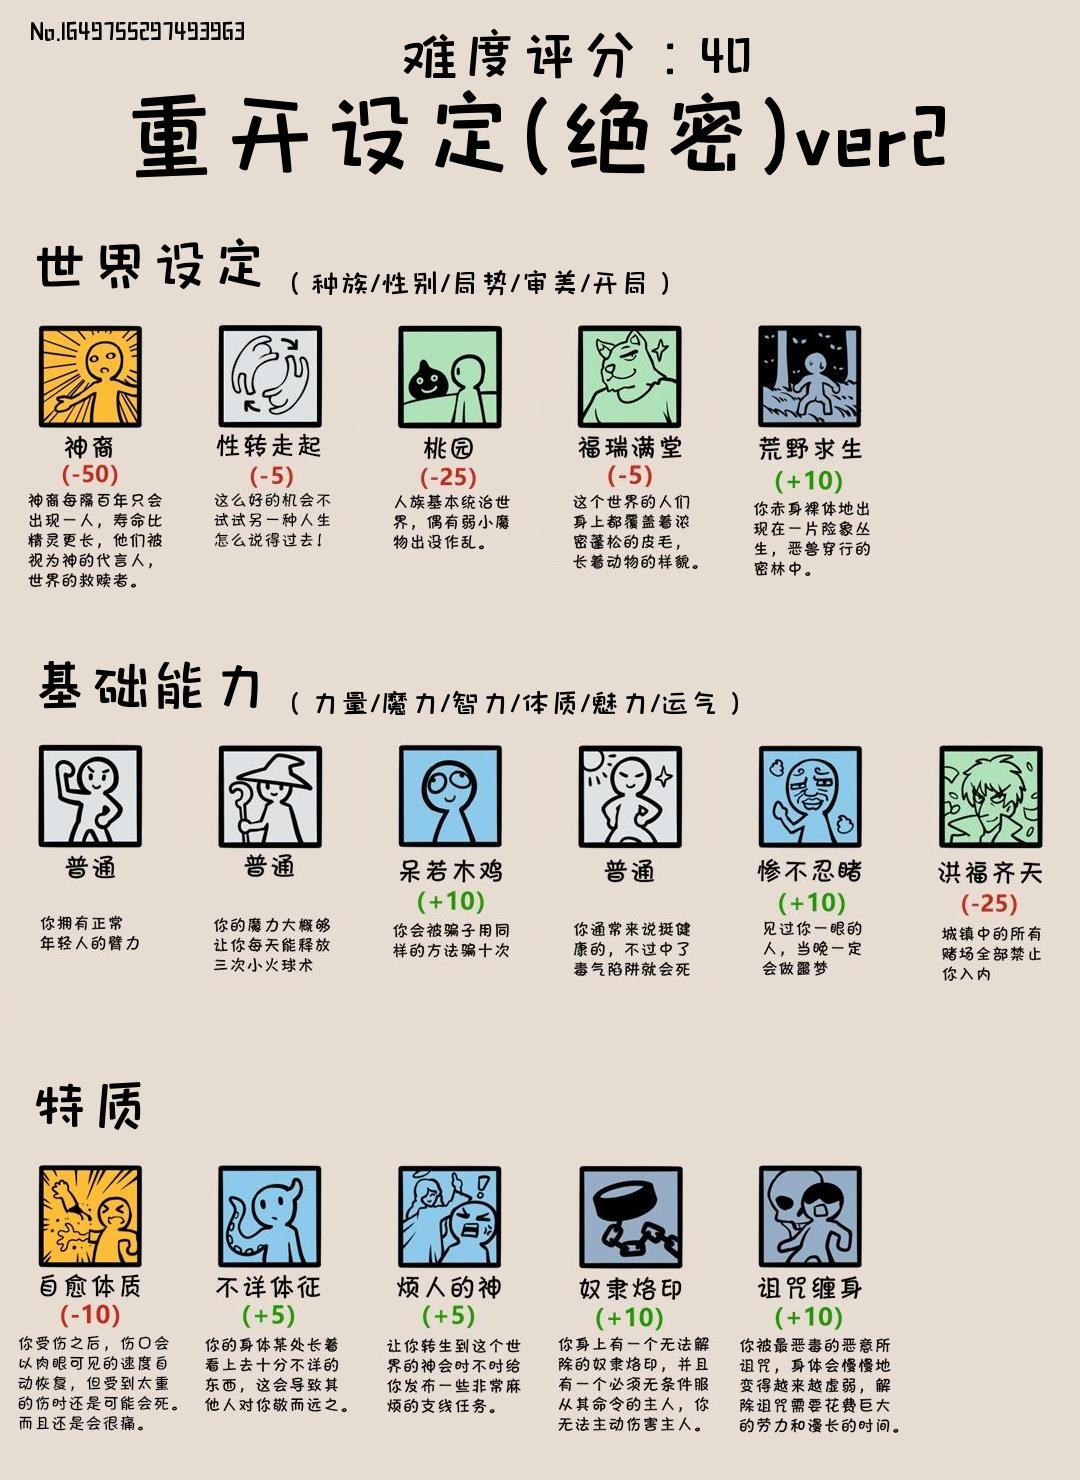 No.1649755297493963
难度评分：40
重开设定(绝密)ver2
世界设定（种族/性别/局势/审美/开局）
神裔
(-50)
神裔每隔百年只会
出现一人，寿命比
精灵更长，他们被
视为神的代言人，
世界的救赎者。
性转走起
(-5)
这么好的机会不
试试另一种人生
怎么说得过去！
桃园
(-25)
人族基本统治世
界，偶有弱小魔
物出没作乱。
福瑞满堂
(-5)
这个世界的人们
身上都覆盖着浓
密蓬松的皮毛，
长着动物的样貌。
荒野求生
(+10)
你赤身裸体地出
现在一片险象丛
生，恶兽穿行的
密林中。
基础能力（力量/魔力/智力/体质/魅力/运气）
普通
你拥有正常
年轻人的臂力
普通
你的魔力大概够
让你每天能释放
三次小火球术
呆若木鸡
(+10)
你会被骗子用同
样的方法骗十次
普通
你通常来说挺健
康的，不过中了
毒气陷阱就会死
惨不忍睹
(+10)
见过你一眼的
人，当晚一定
会做噩梦
洪福齐天
(-25)
城镇中的所有
赌场全部禁止
你入内
特质
自愈体质
(-10)
你受伤之后，伤口会
以肉眼可见的速度自
动恢复，但受到太重
的伤时还是可能会死。
而且还是会很痛。
不详体征
(+5)
你的身体某处长着
看上去十分不详的
东西，这会导致其
他人对你敬而远之。
烦人的神
(+5)
让你转生到这个世
界的神会时不时给
你发布一些非常麻
烦的支线任务。
奴隶烙印
(+10)
你身上有一个无法解
除的奴隶烙印，并且
有一个必须无条件服
从其命令的主人，你
无法主动伤害主人。
诅咒缠身
(+10)
你被最恶毒的恶意所
诅咒，身体会慢慢地
变得越来越虚弱，解
除诅咒需要花费巨大
的劳力和漫长的时间。